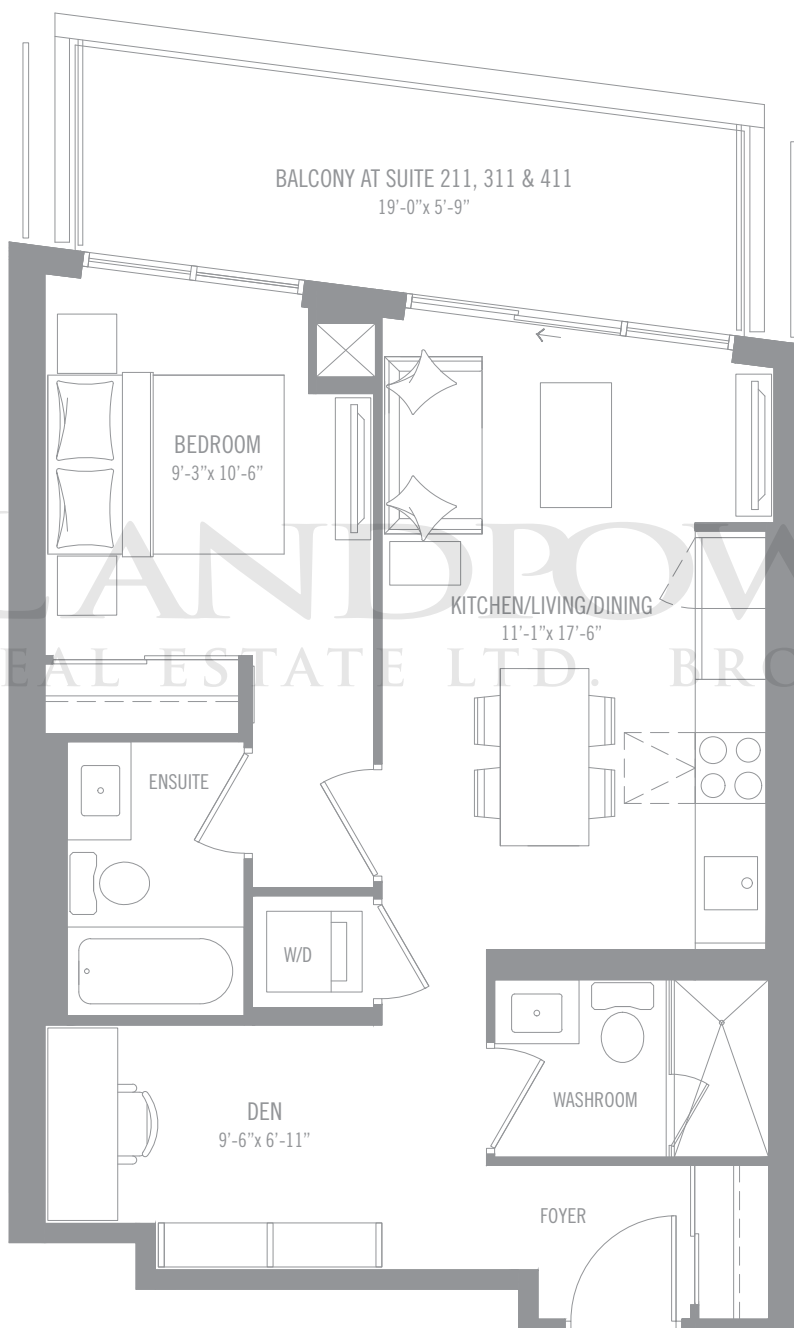 BALCONY AT SUITE 211, 311 & 411
19’-0”x 5’-9”
BEDROOM
9’-3”x 10’-6”
LANDPOW
KITCHEN/LIVING/DINING
11’-1”x 17’-6”
EAL ESTATE LTD. BRO
ENSUITE
W/D
DEN
9’-6”x 6’-11”
WASHROOM
FOYER